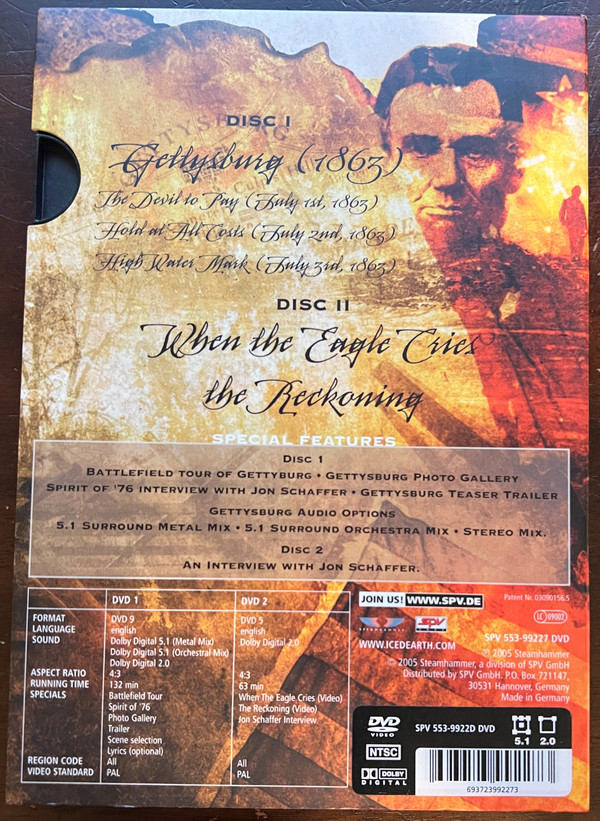 DISC I
Gettysburg (1863)
The Devil to Pay (July 1st, 1863)
Hold at All Costs (July 2nd, 1863)
High Water Mark (July 3rd, 1863)
DISC II
When the Eagle Cries
the Reckoning
SPECIAL FEATURES
Disc 1
Battlefield tour of Gettyburg • Gettysburg Photo Gallery
Spirit of '76 interview with Jon Schaffer • Gettysburg Teaser Trailer
Gettysburg Audio Options
5.1 Surround Metal Mix • 5.1 Surround Orchestra Mix • Stereo Mix.
Disc 2
An Interview with Jon Schaffer.
DVD 1 DVD 2
FORMAT DVD 9 DVD 5
LANGUAGE english english
SOUND Dolby Digital 5.1 (Metal Mix) Dolby Digital 2.0
Dolby Digital 5.1 (Orchestral Mix)
Dolby Digital 2.0
ASPECT RATIO 4:3 4:3
RUNNING TIME 132 min 63 min
SPECIALS Battlefield Tour When The Eagle Cries (Video)
Spirit of '76 The Reckoning (Video)
Photo Gallery Jon Schaffer Interview
Trailer
Scene selection
Lyrics (optional)
REGION CODE All All
VIDEO STANDARD PAL PAL
JOIN US! WWW.SPV.DE
Patent Nr. 03090156.5
SPV
LC 09002
WWW.ICEDEARTH.COM
SPV 553-99227 DVD
℗ 2005 Steamhammer
© 2005 Steamhammer, a division of SPV GmbH
Distributed by SPV GmbH. P.O. Box 721147,
30531 Hannover, Germany
Made in Germany
DVD
VIDEO
SPV 553-9922D DVD
5.1 2.0
NTSC
DOLBY
DIGITAL
693723992273